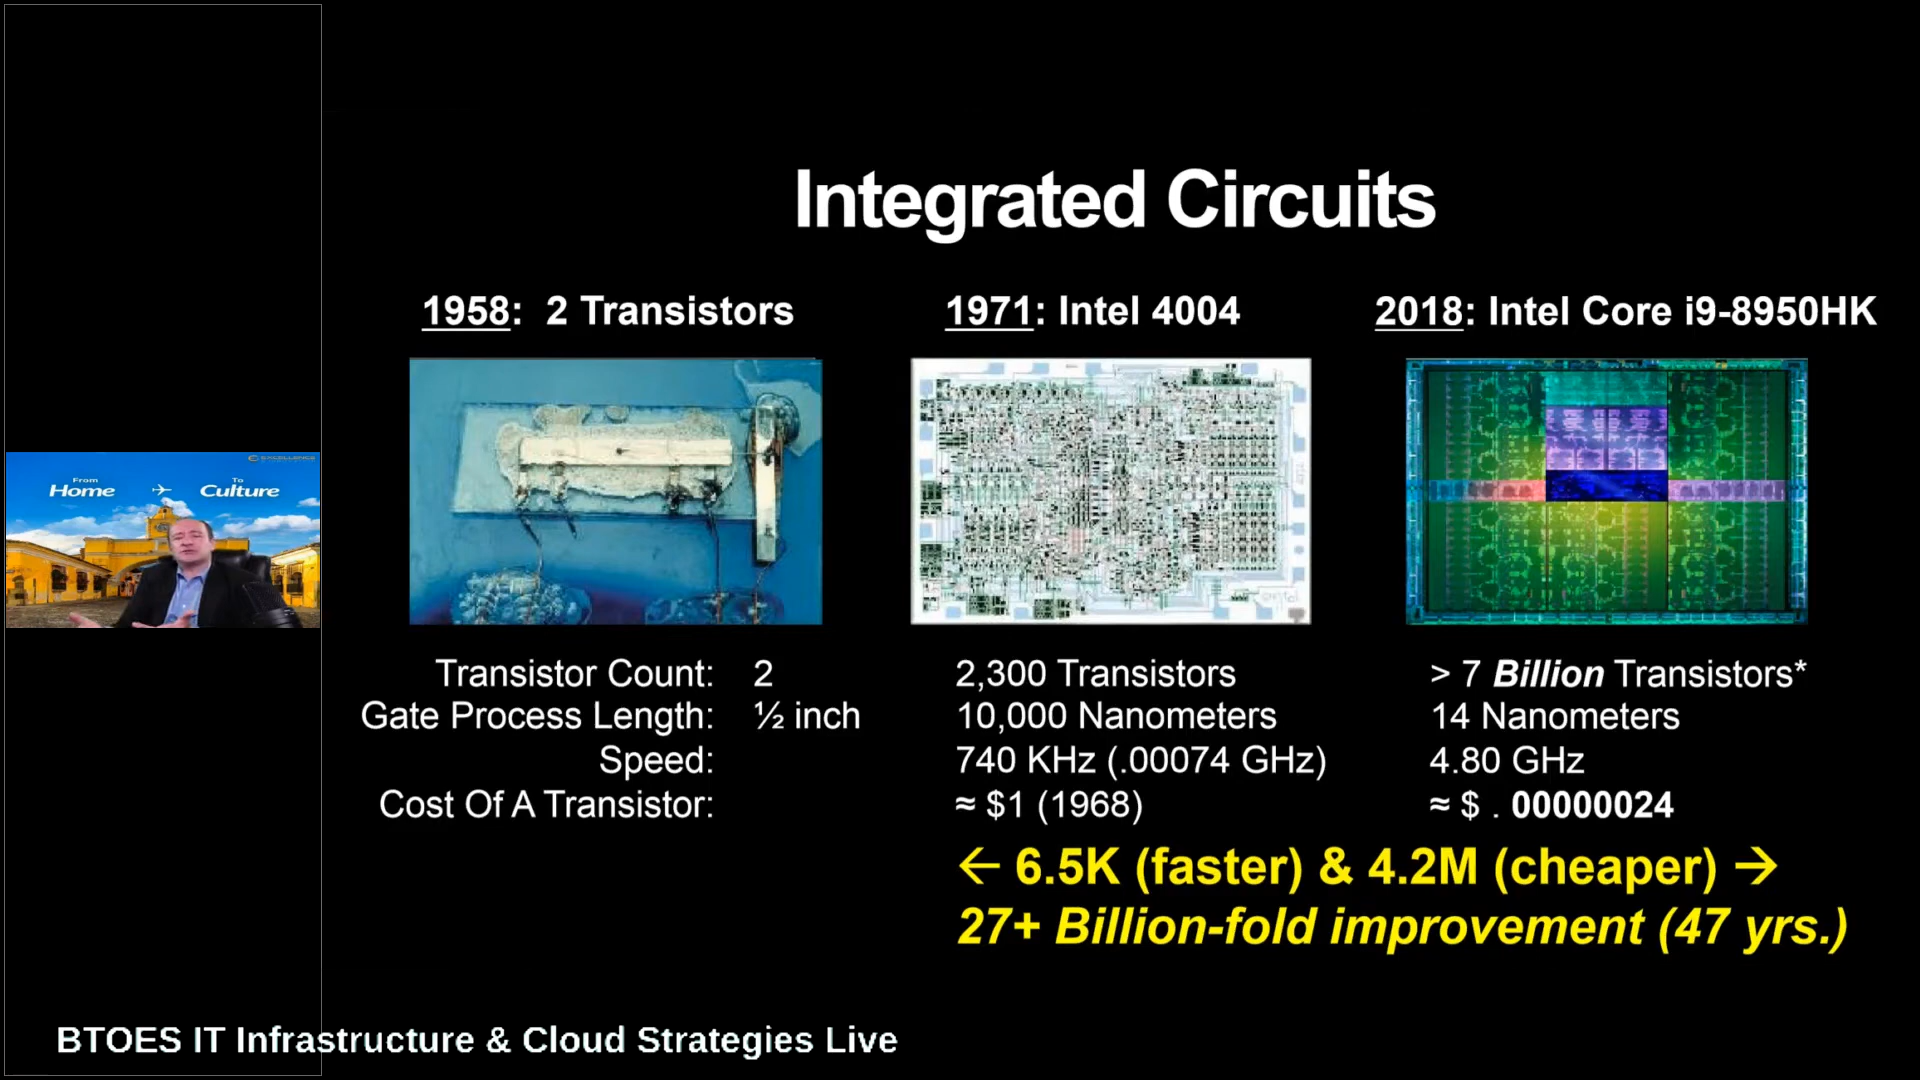 Integrated Circuits
1958: 2 Transistors
1971: Intel 4004
2018: Intel Core i9-8950HK
Transistor Count: 2
2,300 Transistors
> 7 Billion Transistors*
Gate Process Length: ½ inch
10,000 Nanometers
14 Nanometers
Speed:
740 KHz (.00074 GHz)
4.80 GHz
Cost Of A Transistor:
≈ $1 (1968)
≈ $ . 00000024
← 6.5K (faster) & 4.2M (cheaper) →
27+ Billion-fold improvement (47 yrs.)
From To
Home Culture
BTOES IT Infrastructure & Cloud Strategies Live